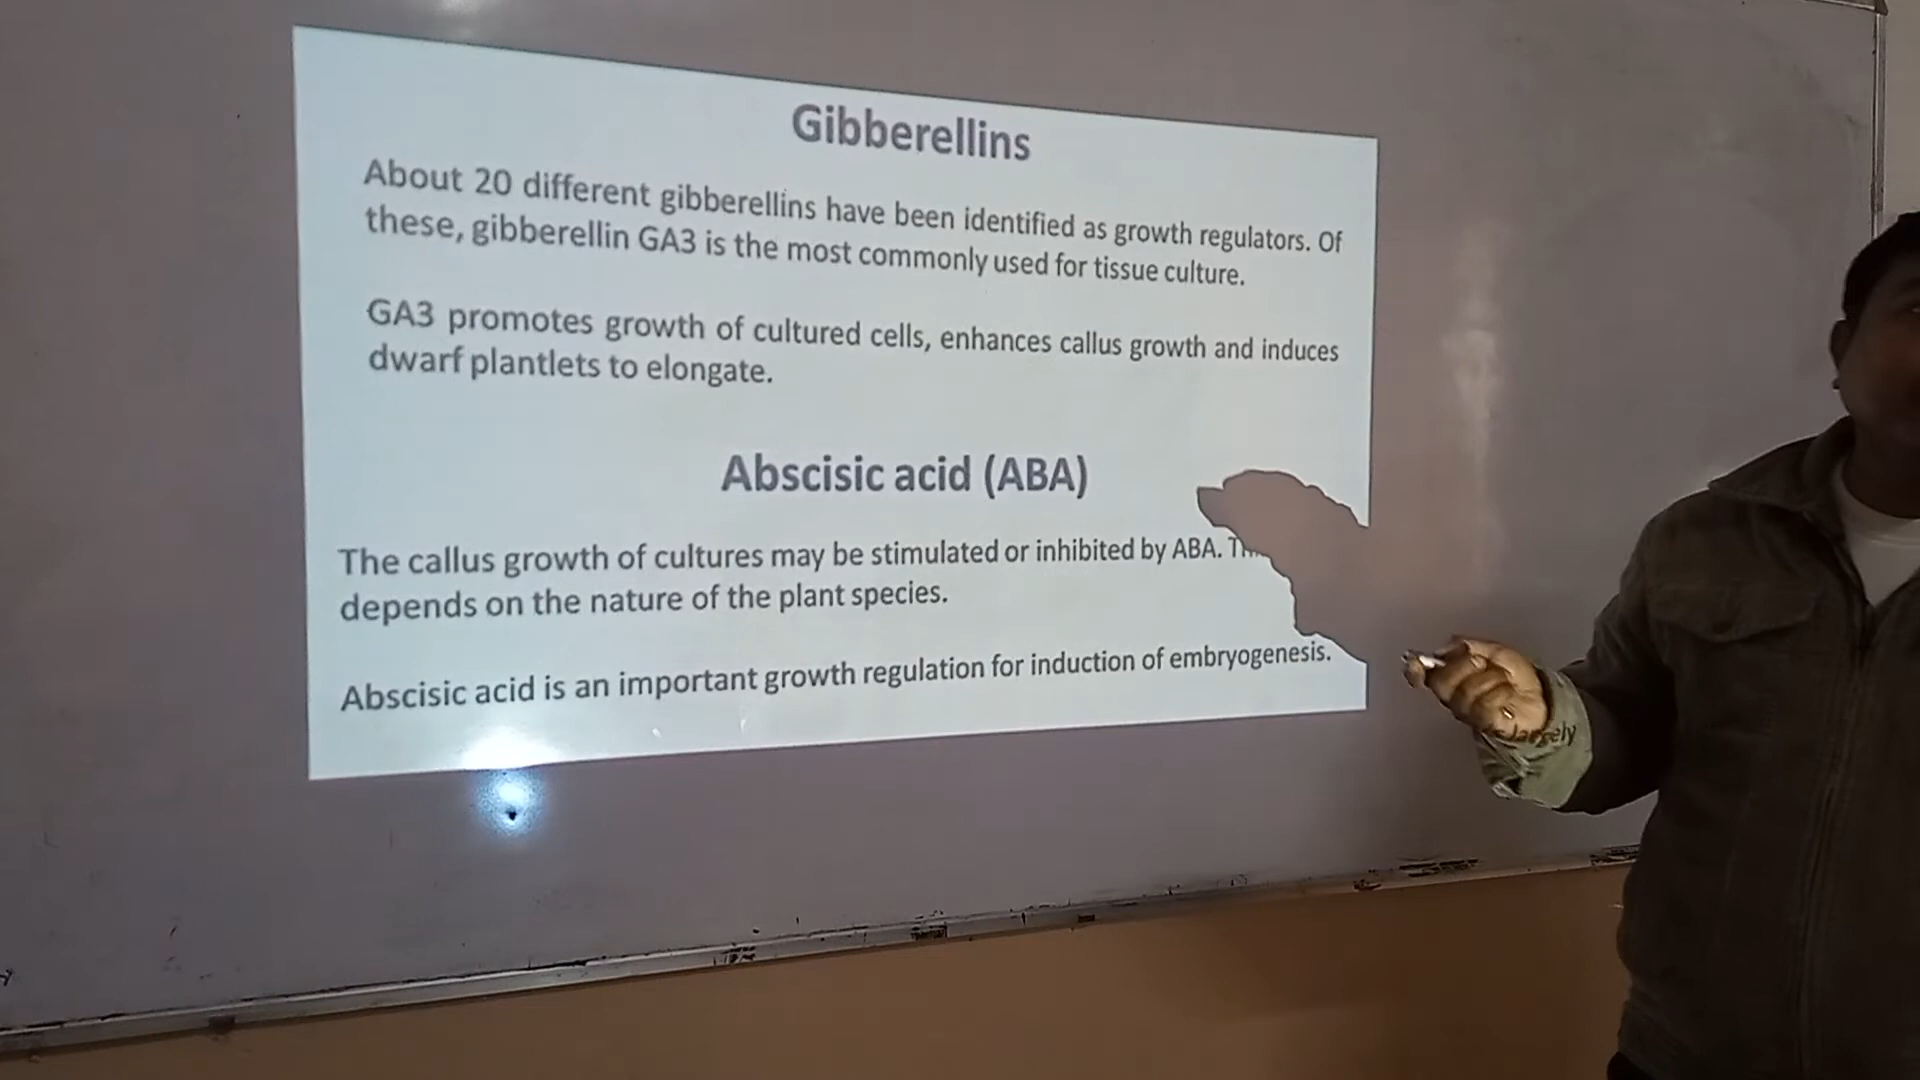 Gibberellins
About 20 different gibberellins have been identified as growth regulators. Of
these, gibberellin GA3 is the most commonly used for tissue culture.
GA3 promotes growth of cultured cells, enhances callus growth and induces
dwarf plantlets to elongate.
Abscisic acid (ABA)
The callus growth of cultures may be stimulated or inhibited by ABA.
largely
depends on the nature of the plant species.
Abscisic acid is an important growth regulation for induction of embryogenesis.